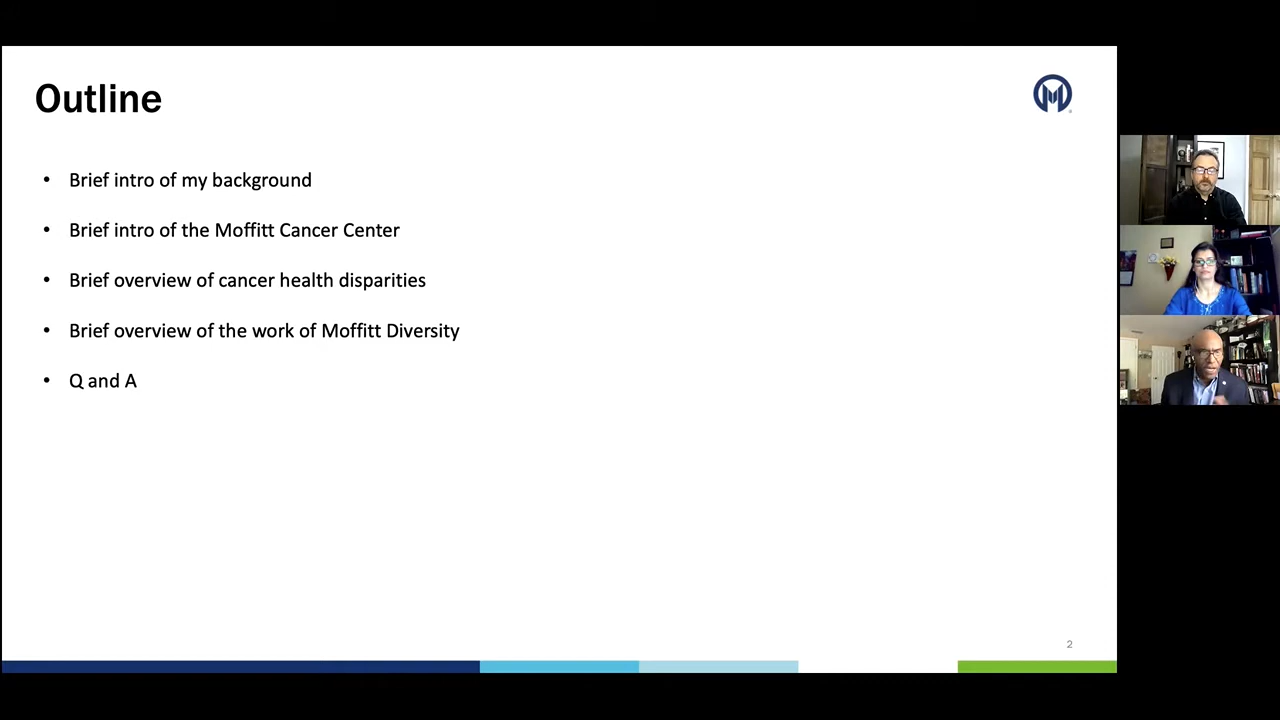 Outline
• Brief intro of my background
• Brief intro of the Moffitt Cancer Center
• Brief overview of cancer health disparities
• Brief overview of the work of Moffitt Diversity
• Q and A
2